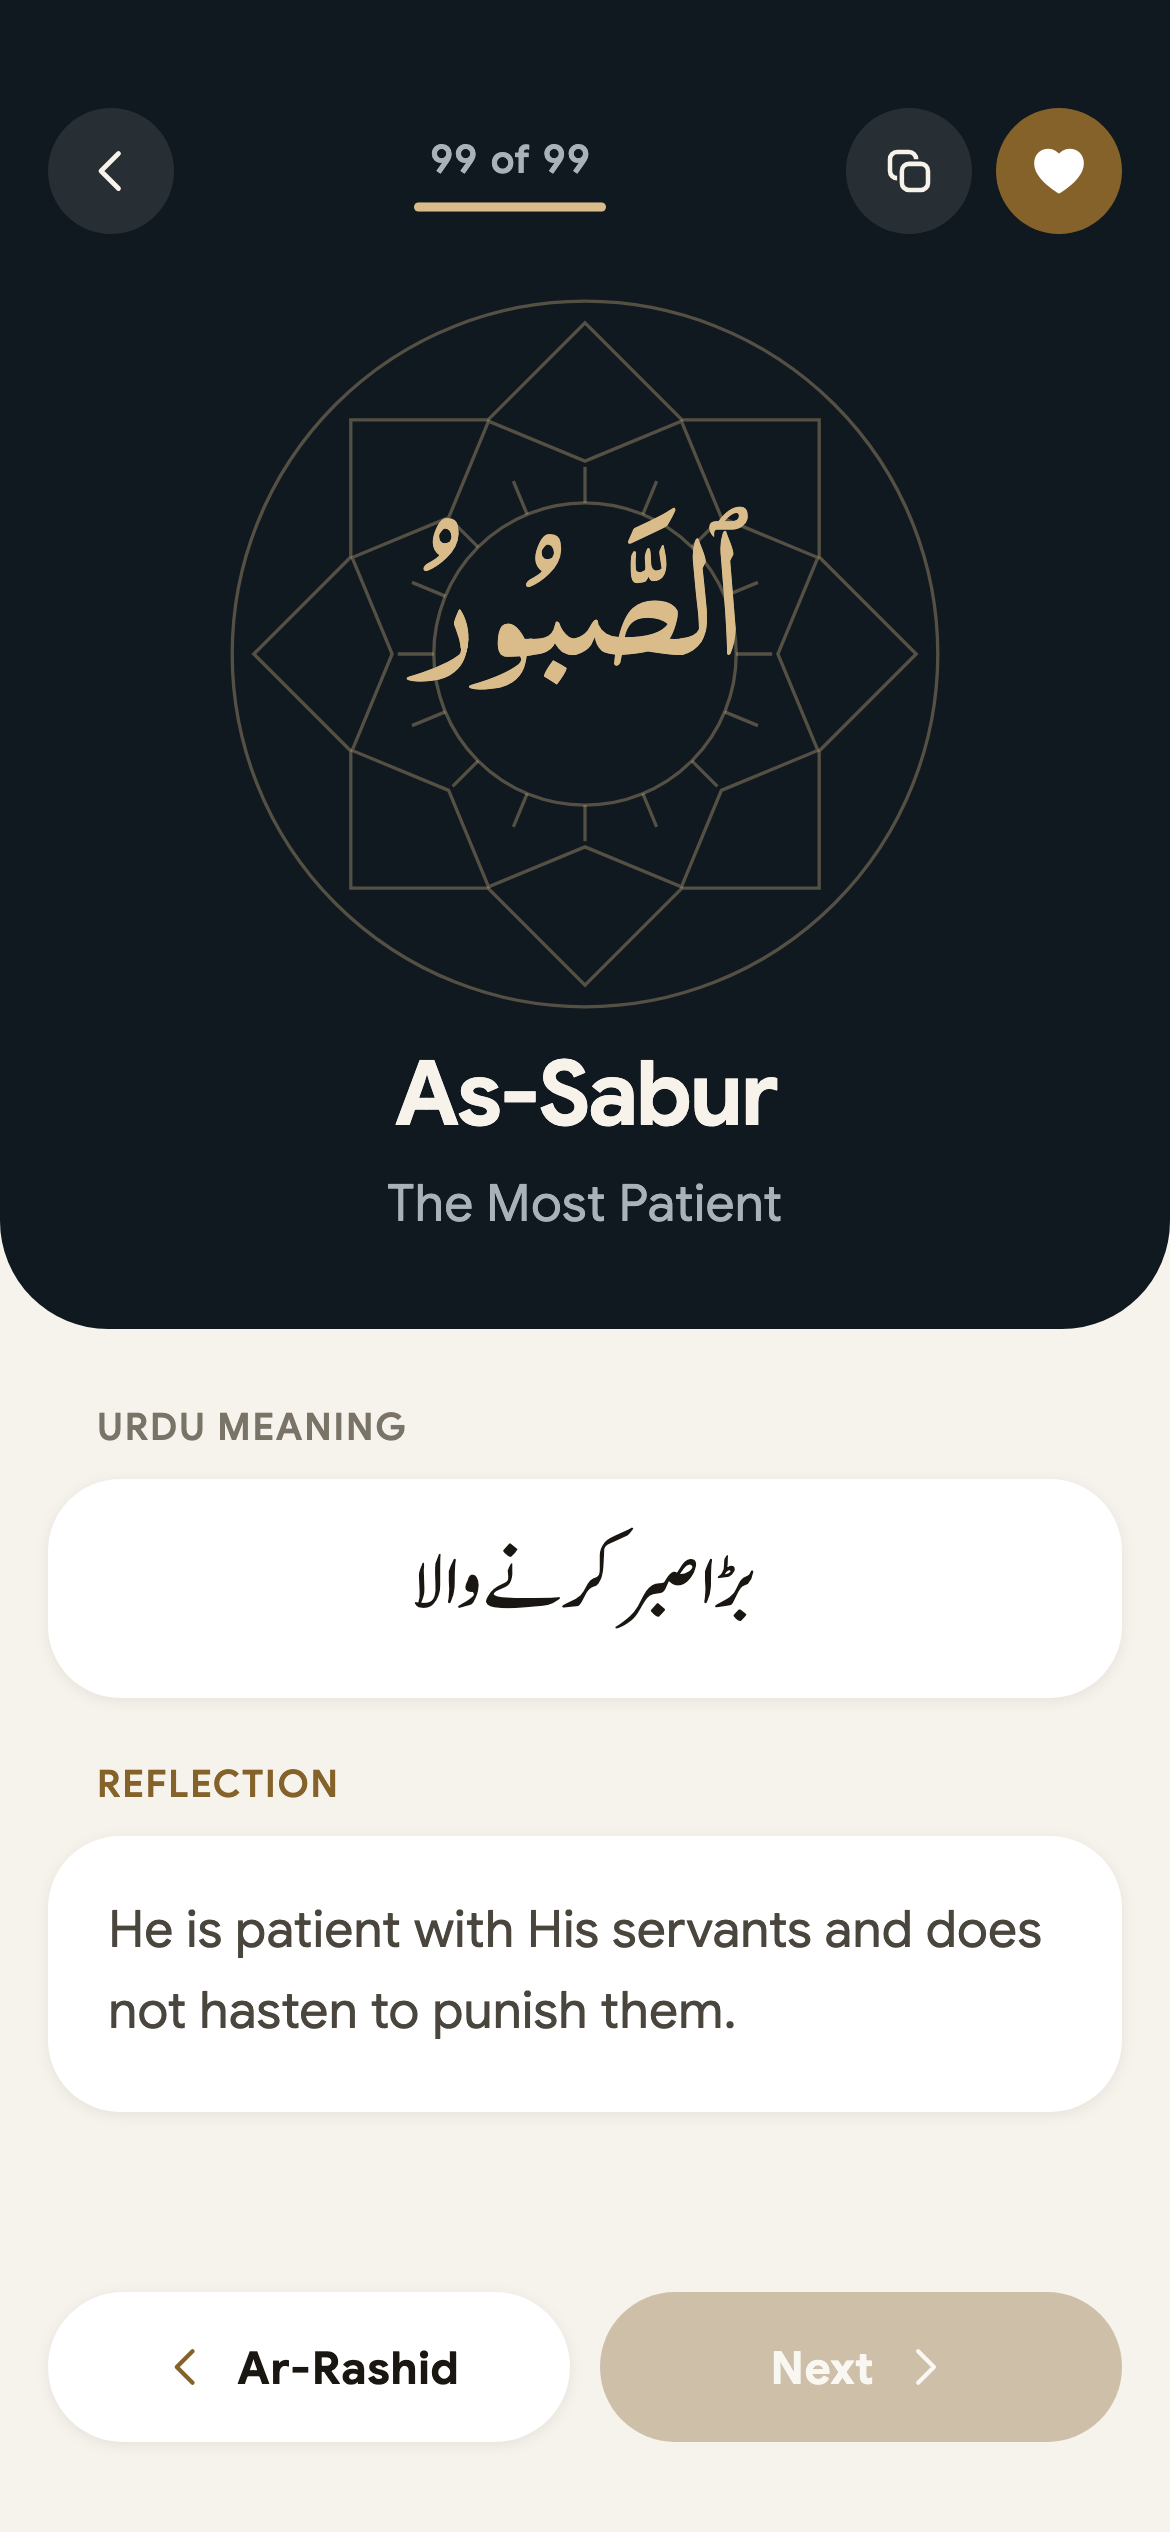 99 of 99
ٱلصَّبُورُ
As-Sabur
The Most Patient
URDU MEANING
بڑا صبر کرنے والا
REFLECTION
He is patient with His servants and does
not hasten to punish them.
Ar-Rashid
Next